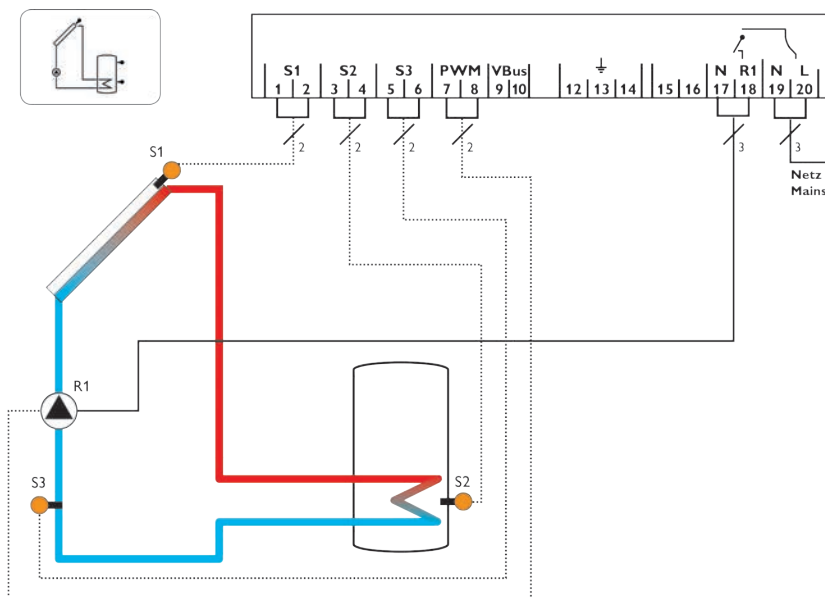 S1 S2 S3 PWM VBus ⏚ N R1 N L
1 2 3 4 5 6 7 8 9 10 12 13 14 15 16 17 18 19 20
2 2 2 2 3 3
Netz
Mains
S1
R1
S3
S2